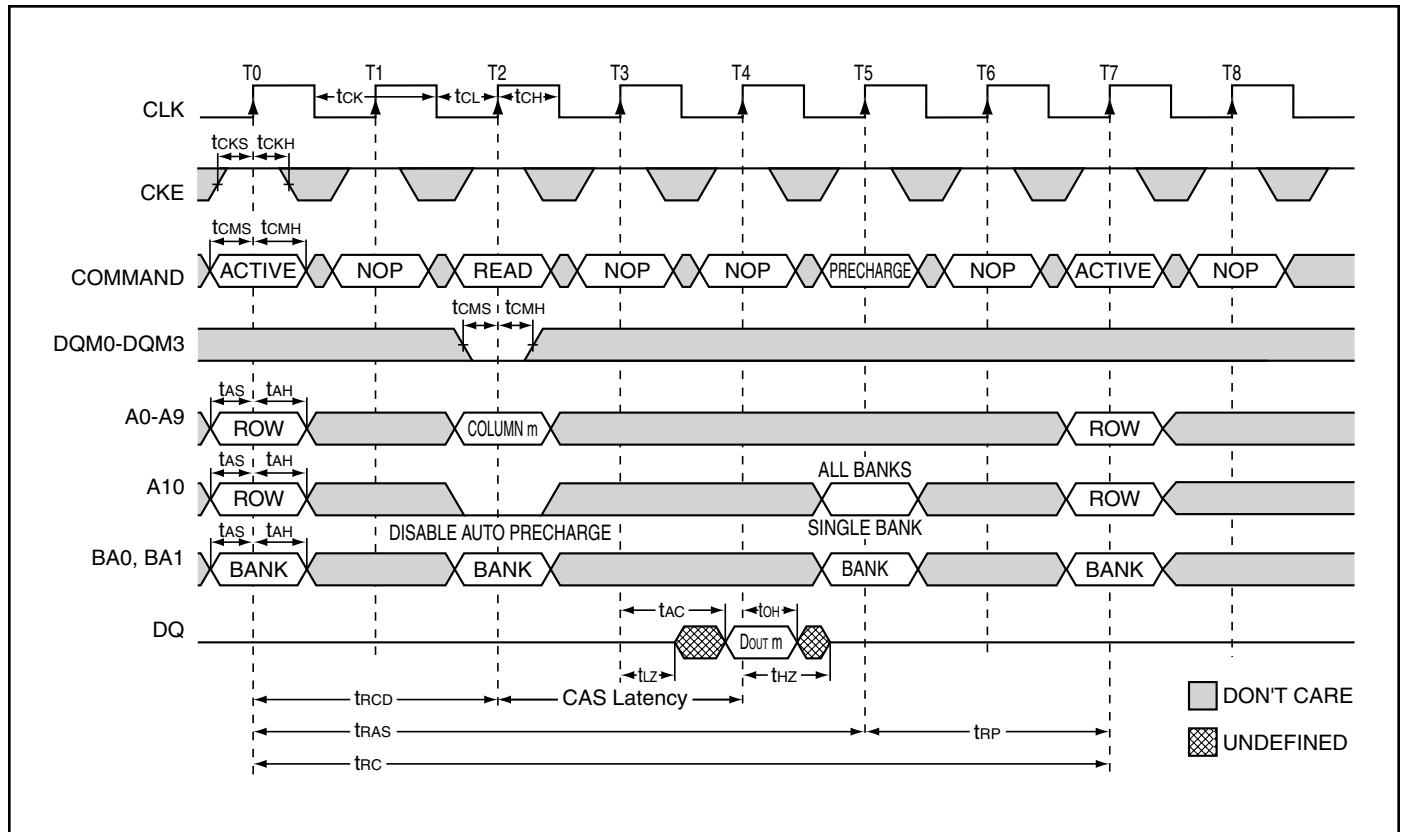 T0 T1 T2 T3 T4 T5 T6 T7 T8
CLK tCK tCL tCH
tCKS tCKH
CKE
tCMS tCMH
COMMAND ACTIVE NOP READ NOP NOP PRECHARGE NOP ACTIVE NOP
tCMS tCMH
DQM0-DQM3
tAS tAH
A0-A9 ROW COLUMN m ROW
tAS tAH ALL BANKS
A10 ROW ROW
DISABLE AUTO PRECHARGE SINGLE BANK
tAS tAH
BA0, BA1 BANK BANK BANK BANK
tAC tOH
DQ DOUT m
tLZ tHZ
tRCD CAS Latency
tRAS tRP
tRC
DON'T CARE
UNDEFINED